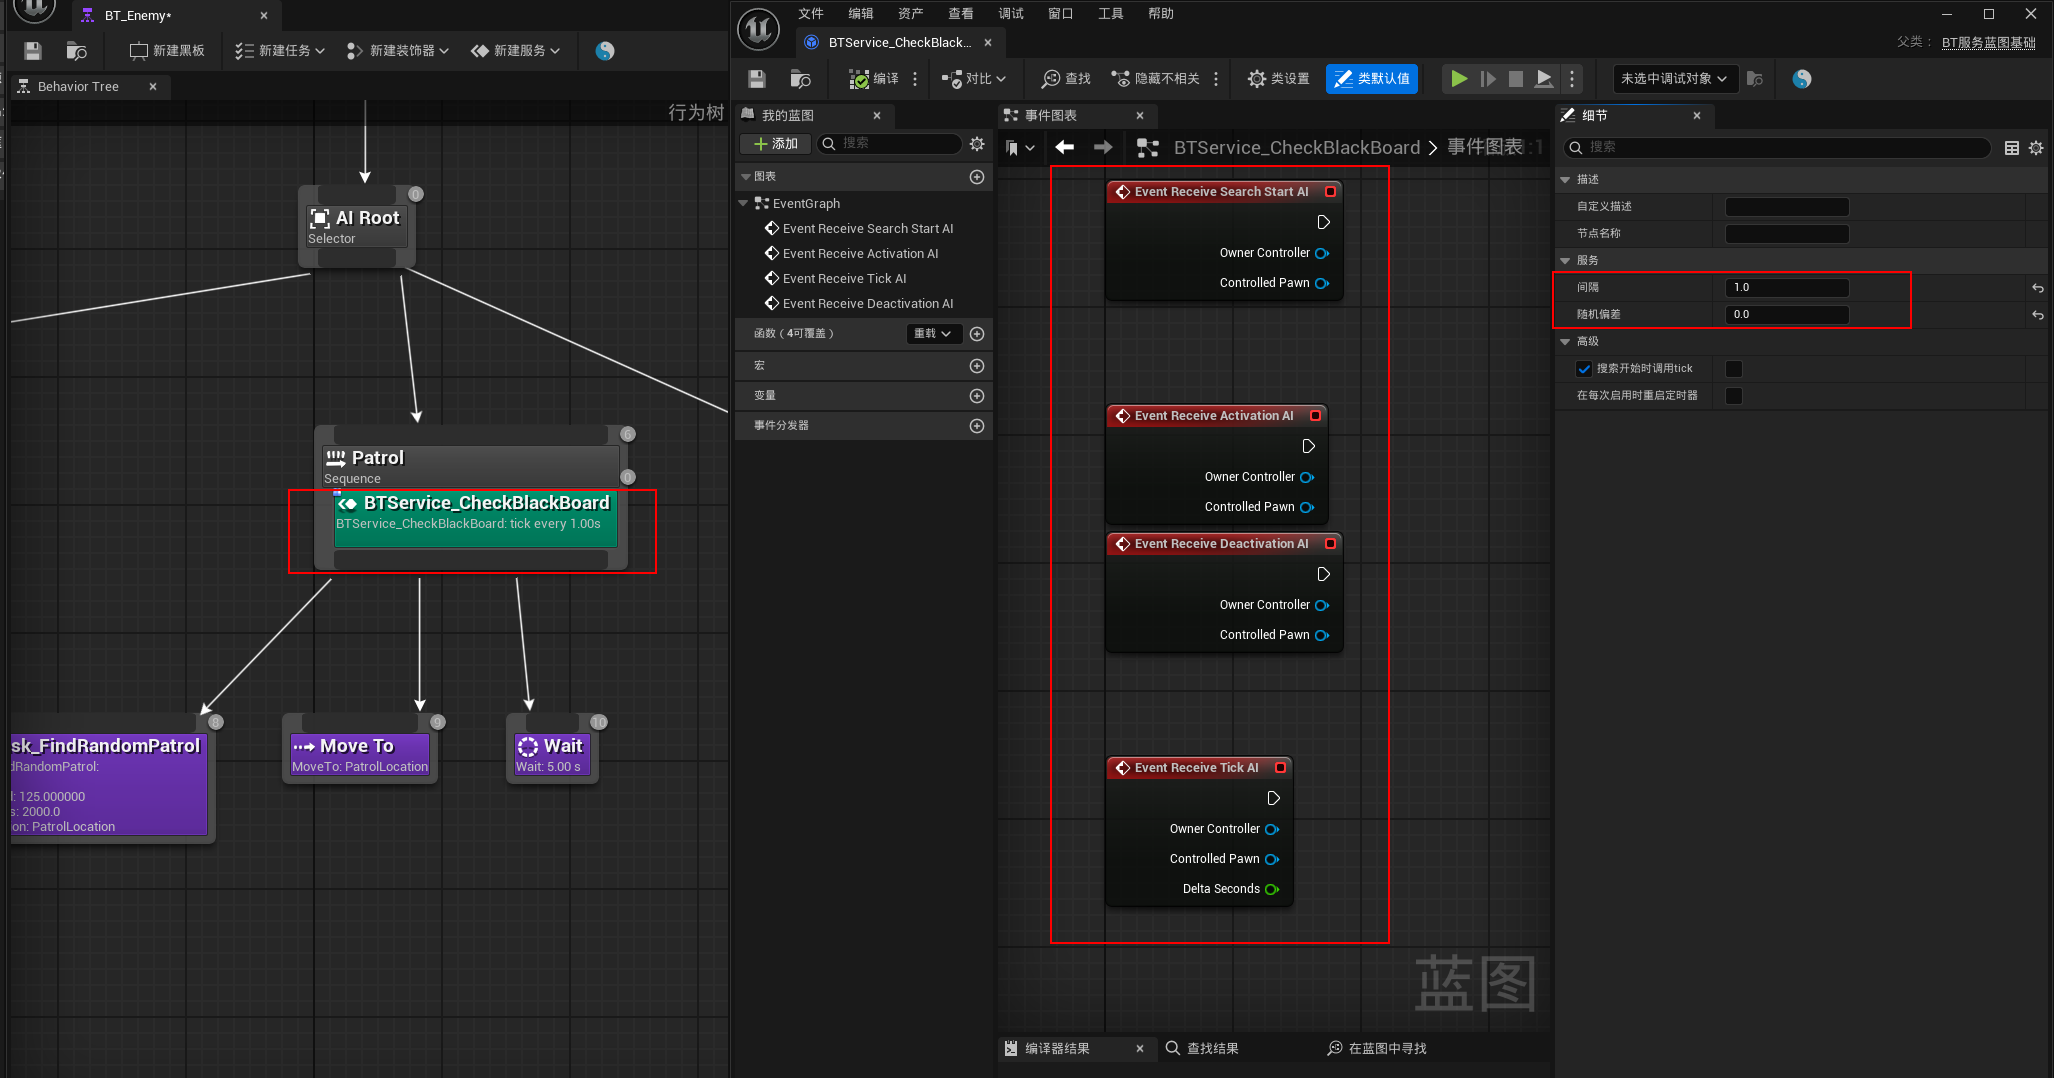 BT_Enemy*
新建黑板
新建任务
新建装饰器
新建服务
Behavior Tree
行为树
0
AI Root
Selector
6
Patrol
Sequence
0
BTService_CheckBlackBoard
BTService_CheckBlackBoard: tick every 1.00s
8
sk_FindRandomPatrol
dRandomPatrol:
l: 125.000000
s: 2000.0
on: PatrolLocation
9
Move To
MoveTo: PatrolLocation
10
Wait
Wait: 5.00 s
文件
编辑
资产
查看
调试
窗口
工具
帮助
BTService_CheckBlack...
父类：
BT服务蓝图基础
编译
对比
查找
隐藏不相关
类设置
类默认值
未选中调试对象
我的蓝图
添加
搜索
图表
EventGraph
Event Receive Search Start AI
Event Receive Activation AI
Event Receive Tick AI
Event Receive Deactivation AI
函数（4可覆盖）
重载
宏
变量
事件分发器
事件图表
BTService_CheckBlackBoard > 事件图表
Event Receive Search Start AI
Owner Controller
Controlled Pawn
Event Receive Activation AI
Owner Controller
Controlled Pawn
Event Receive Deactivation AI
Owner Controller
Controlled Pawn
Event Receive Tick AI
Owner Controller
Controlled Pawn
Delta Seconds
蓝图
编译器结果
查找结果
在蓝图中寻找
细节
搜索
描述
自定义描述
节点名称
服务
间隔
1.0
随机偏差
0.0
高级
搜索开始时调用tick
在每次启用时重启定时器